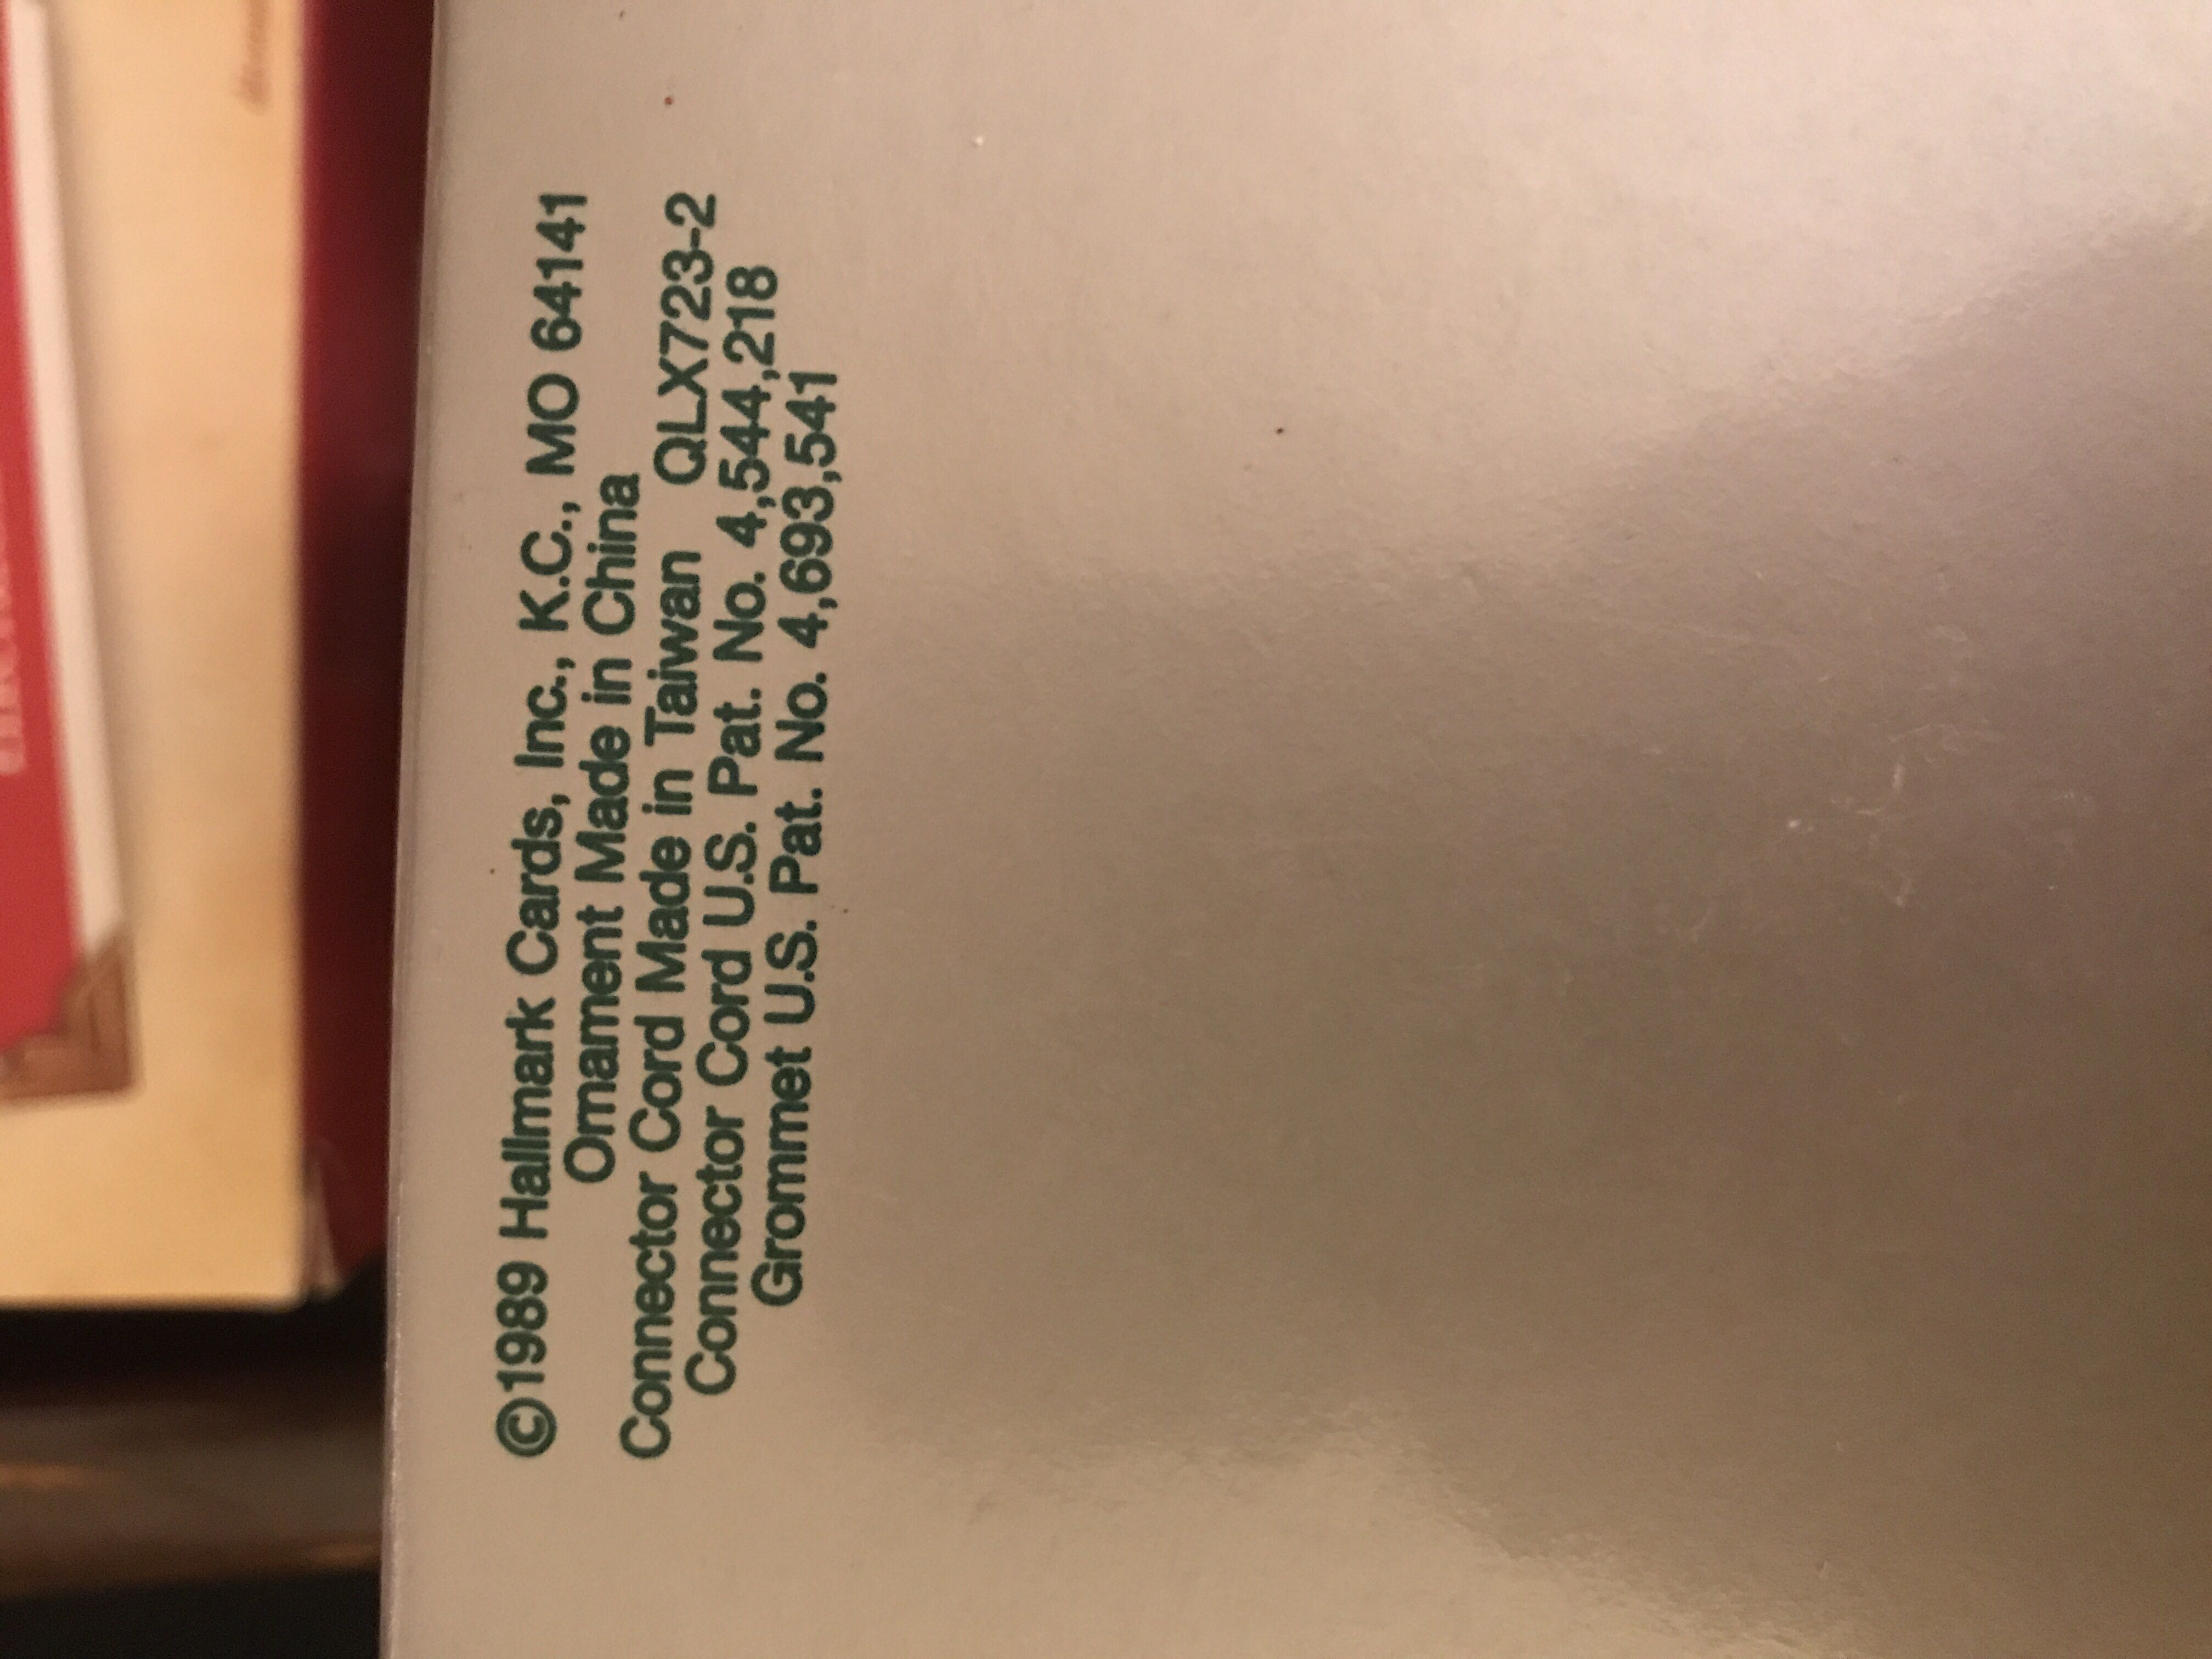 ©1989 Hallmark Cards, Inc., K.C., MO 64141
Ornament Made in China
Connector Cord Made in Taiwan QLX723-2
Connector Cord U.S. Pat. No. 4,544,218
Grommet U.S. Pat. No. 4,693,541